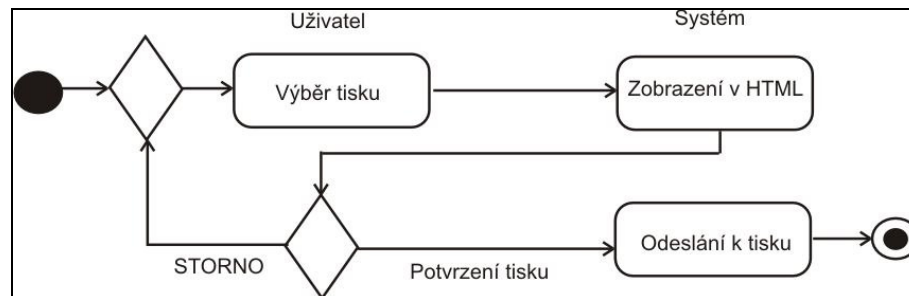 Uživatel
Systém
Výběr tisku
Zobrazení v HTML
STORNO
Potvrzení tisku
Odeslání k tisku